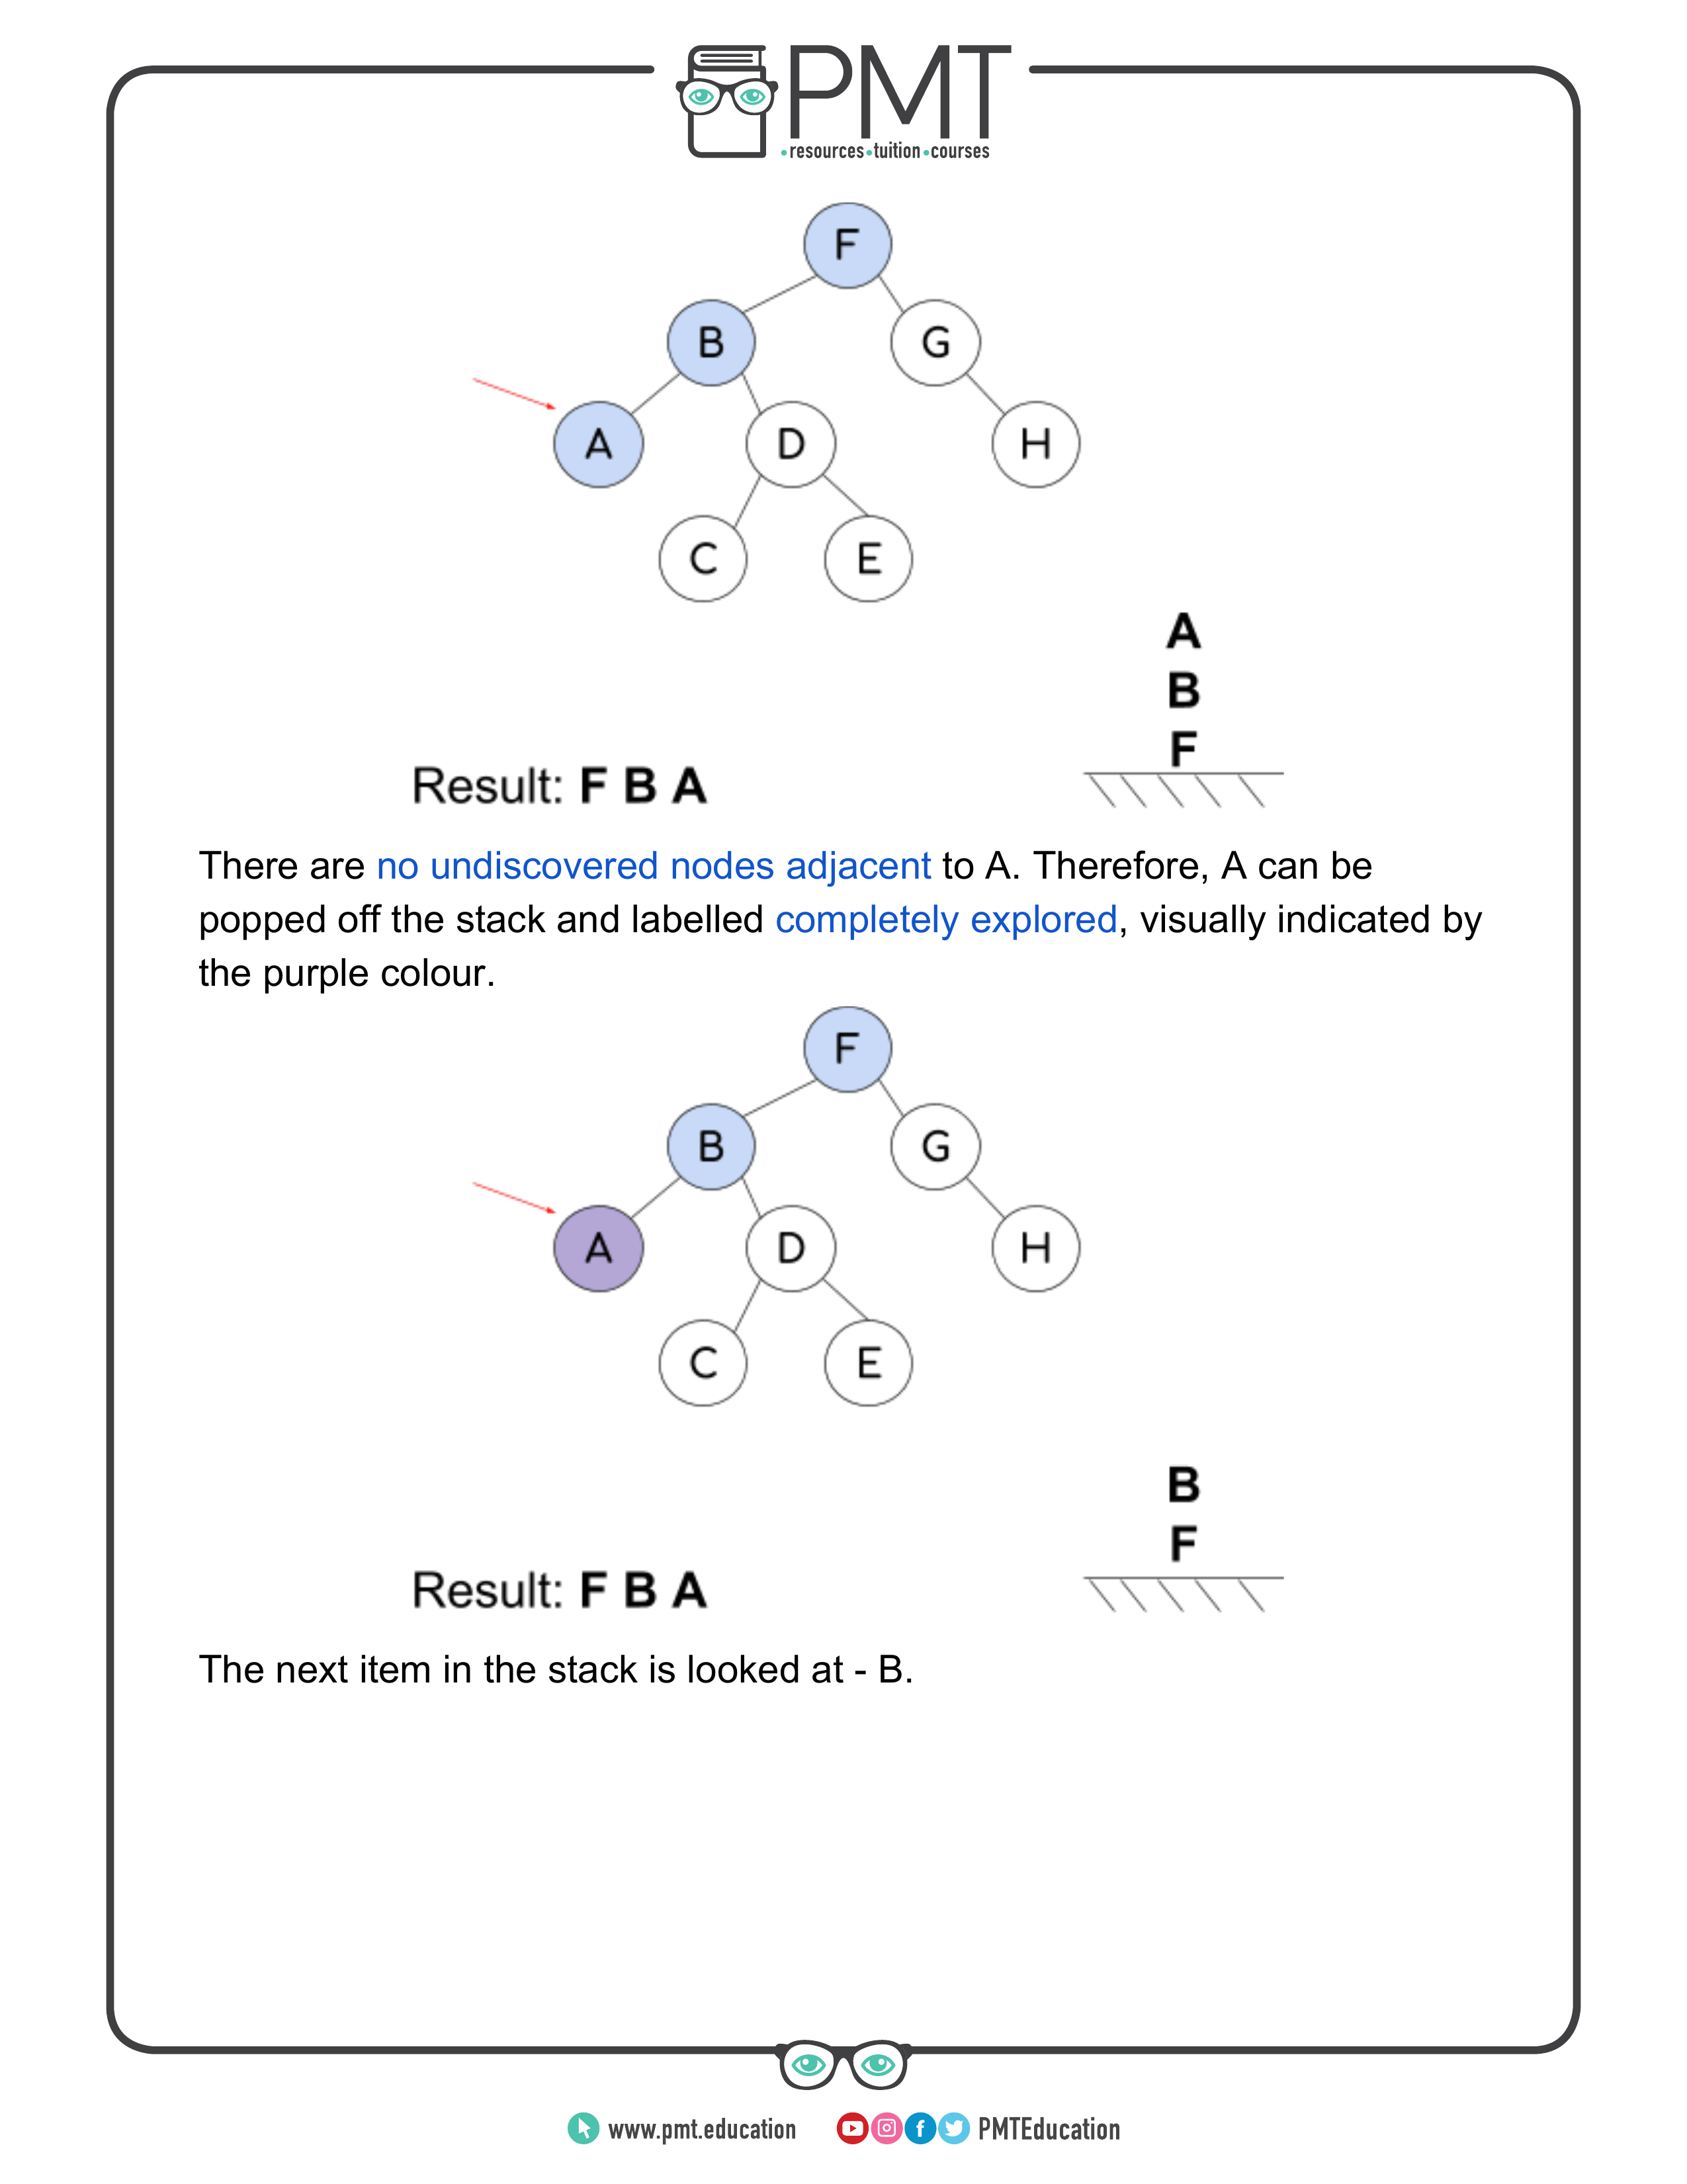 PMT
resources tuition courses
F
B G
A D H
C E
A
B
F
Result: F B A
There are no undiscovered nodes adjacent to A. Therefore, A can be
popped off the stack and labelled completely explored, visually indicated by
the purple colour.
F
B G
A D H
C E
B
F
Result: F B A
The next item in the stack is looked at - B.
www.pmt.education PMTEducation